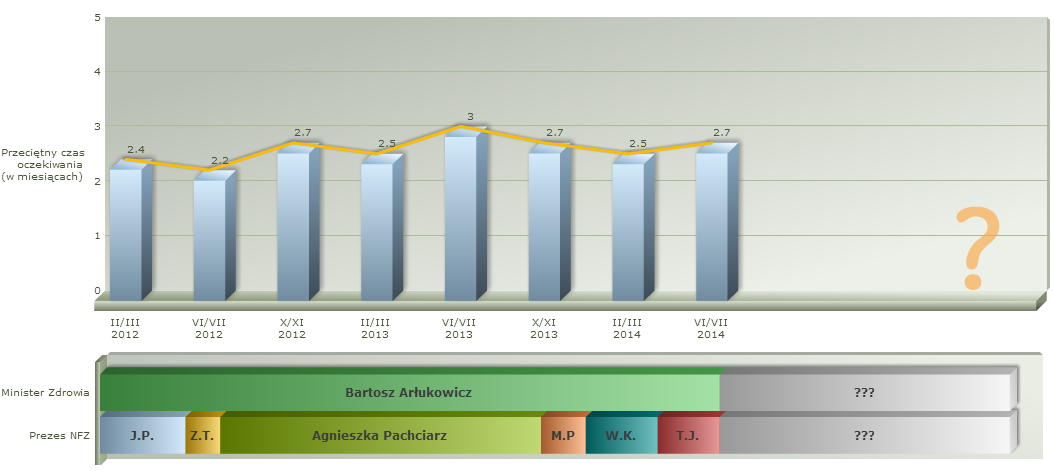 5
4
3
2
1
0
Przeciętny czas
oczekiwania
(w miesiącach)
2.4
2.2
2.7
2.5
3
2.7
2.5
2.7
?
II/III
2012
VI/VII
2012
X/XI
2012
II/III
2013
VI/VII
2013
X/XI
2013
II/III
2014
VI/VII
2014
Minister Zdrowia
Bartosz Arłukowicz
???
Prezes NFZ
J.P.
Z.T.
Agnieszka Pachciarz
M.P
W.K.
T.J.
???